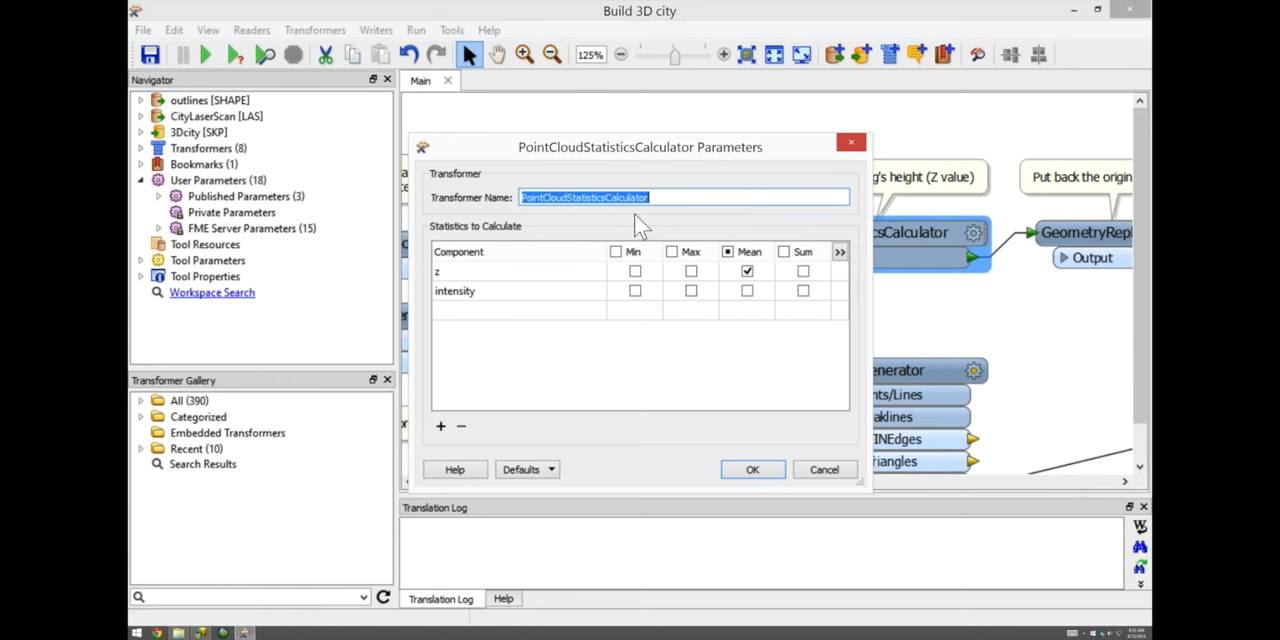 Build 3D city
File Edit View Readers Transformers Writers Run Tools Help
125%
Navigator
outlines [SHAPE]
CityLaserScan [LAS]
3Dcity [SKP]
Transformers (8)
Bookmarks (1)
User Parameters (18)
Published Parameters (3)
Private Parameters
FME Server Parameters (15)
Tool Resources
Tool Parameters
Tool Properties
Workspace Search
Transformer Gallery
All (390)
Categorized
Embedded Transformers
Recent (10)
Search Results
Main
PointCloudStatisticsCalculator Parameters
Transformer
Transformer Name: PointCloudStatisticsCalculator
Statistics to Calculate
Component Min Max Mean Sum >>
z
intensity
+ −
Help Defaults OK Cancel
g's height (Z value)
Put back the origin
csCalculator
GeometryRepl
Output
enerator
nts/Lines
aklines
INEdges
riangles
Translation Log
Translation Log Help